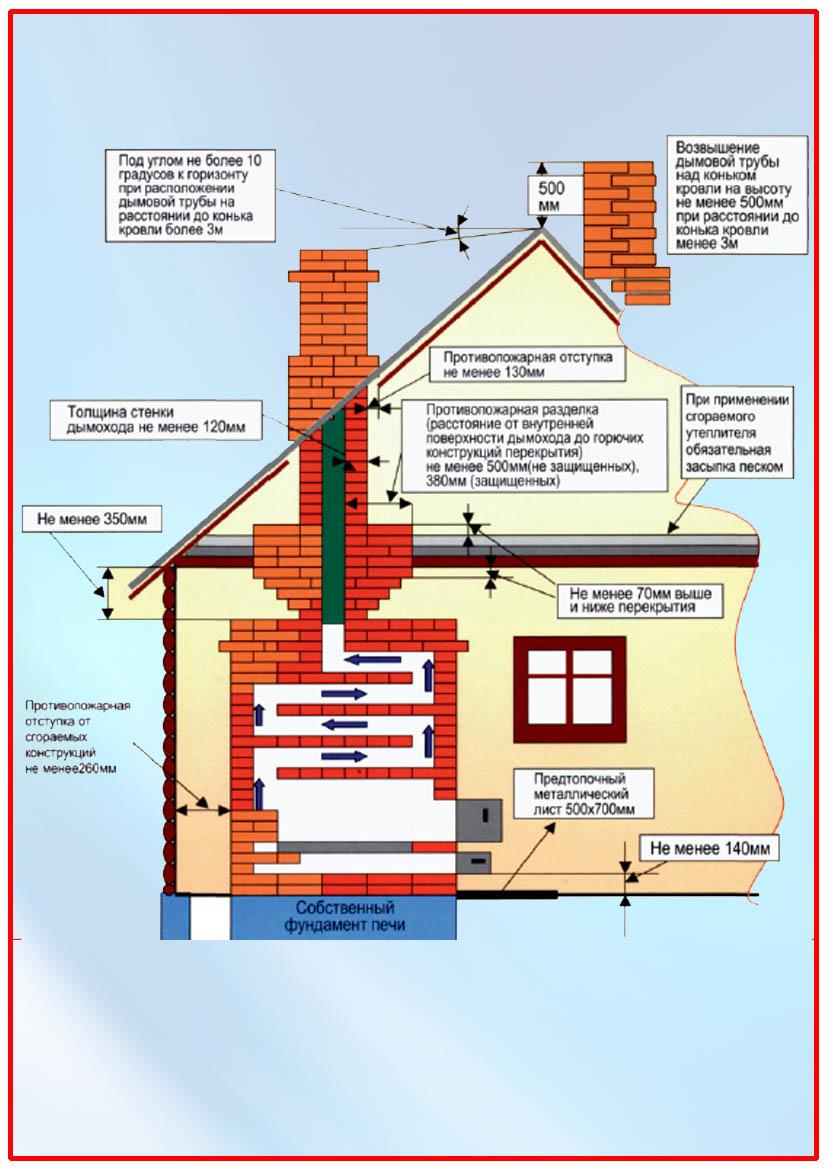 Под углом не более 10
градусов к горизонту
при расположении
дымовой трубы на
расстоянии до конька
кровли более 3м
500
мм
Возвышение
дымовой трубы
над коньком
кровли на высоту
не менее 500мм
при расстоянии до
конька кровли
менее 3м
Противопожарная отступка
не менее 130мм
Толщина стенки
дымохода не менее 120мм
Противопожарная разделка
(расстояние от внутренней
поверхности дымохода до горючих
конструкций перекрытия)
не менее 500мм(не защищенных),
380мм (защищенных)
При применении
сгораемого
утеплителя
обязательная
засыпка песком
Не менее 350мм
Не менее 70мм выше
и ниже перекрытия
Противопожарная
отступка от
сгораемых
конструкций
не менее260мм
Предтопочный
металлический
лист 500х700мм
Не менее 140мм
Собственный
фундамент печи